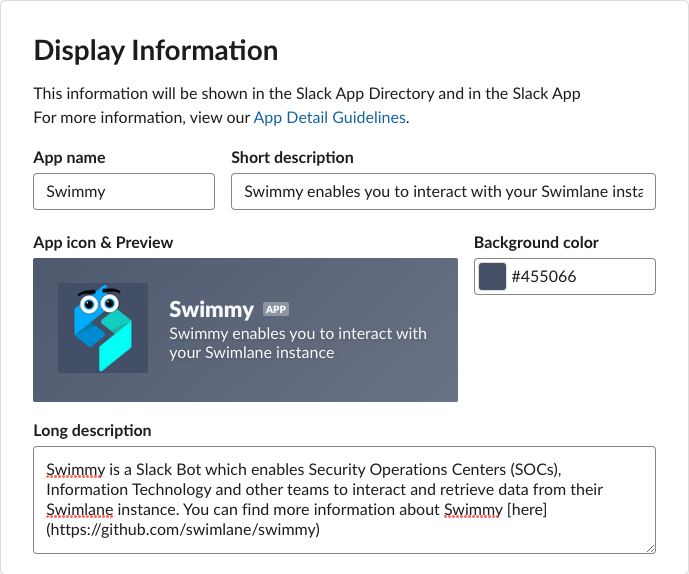 Display Information
This information will be shown in the Slack App Directory and in the Slack App
For more information, view our App Detail Guidelines.
App name
Short description
Swimmy
Swimmy enables you to interact with your Swimlane insta
App icon & Preview
Background color
Swimmy APP
Swimmy enables you to interact with
your Swimlane instance
#455066
Long description
Swimmy is a Slack Bot which enables Security Operations Centers (SOCs),
Information Technology and other teams to interact and retrieve data from their
Swimlane instance. You can find more information about Swimmy [here]
(https://github.com/swimlane/swimmy)